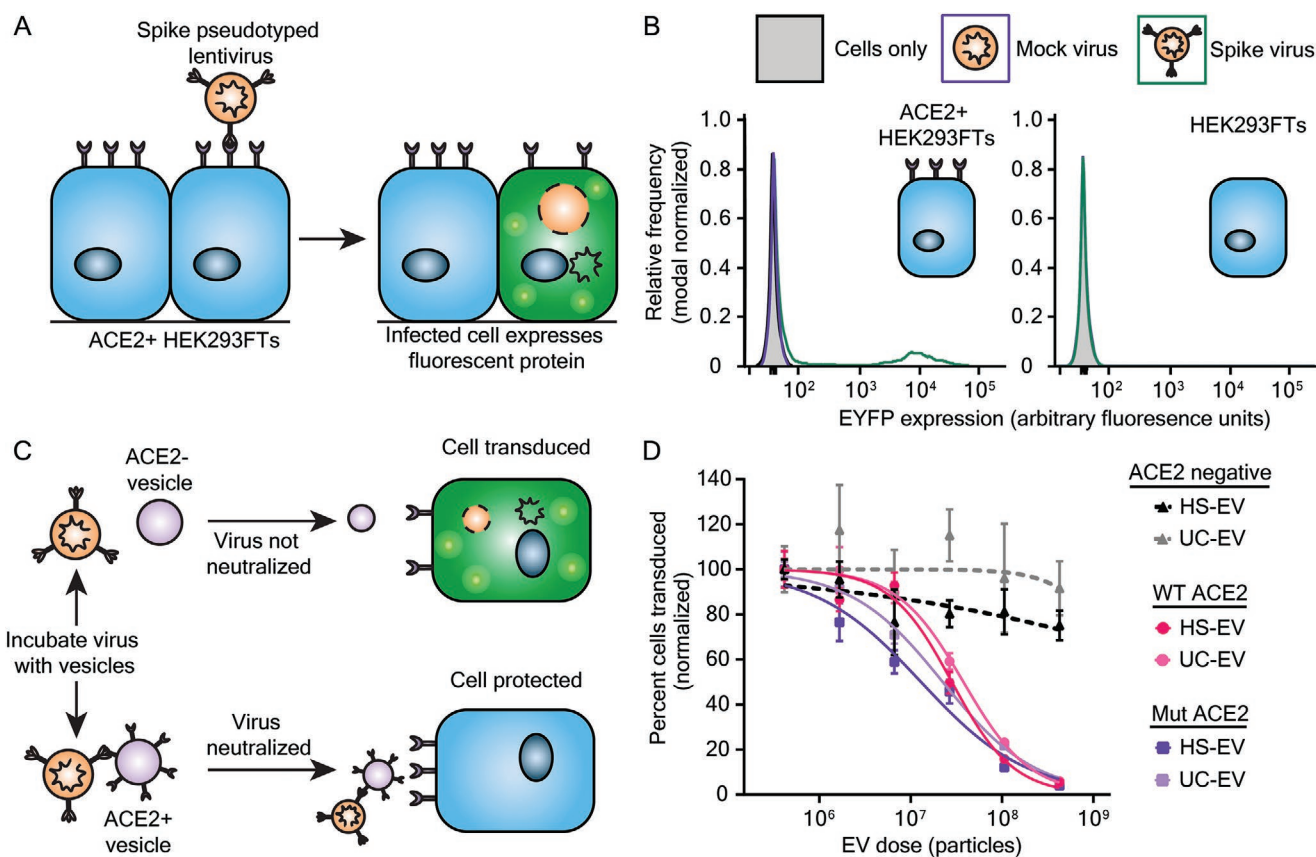 A
Spike pseudotyped
lentivirus
ACE2+ HEK293FTs
Infected cell expresses
fluorescent protein
B
Cells only
Mock virus
Spike virus
ACE2+
HEK293FTs
HEK293FTs
Relative frequency
(modal normalized)
1.0
0.8
0.6
0.4
0.2
0
10²
10³
10⁴
10⁵
1.0
0.8
0.6
0.4
0.2
0
10²
10³
10⁴
10⁵
EYFP expression (arbitrary fluoresence units)
C
ACE2-
vesicle
Virus not
neutralized
Cell transduced
Incubate virus
with vesicles
ACE2+
vesicle
Virus
neutralized
Cell protected
D
Percent cells transduced
(normalized)
140
120
100
80
60
40
20
0
10⁶
10⁷
10⁸
10⁹
EV dose (particles)
ACE2 negative
HS-EV
UC-EV
WT ACE2
HS-EV
UC-EV
Mut ACE2
HS-EV
UC-EV